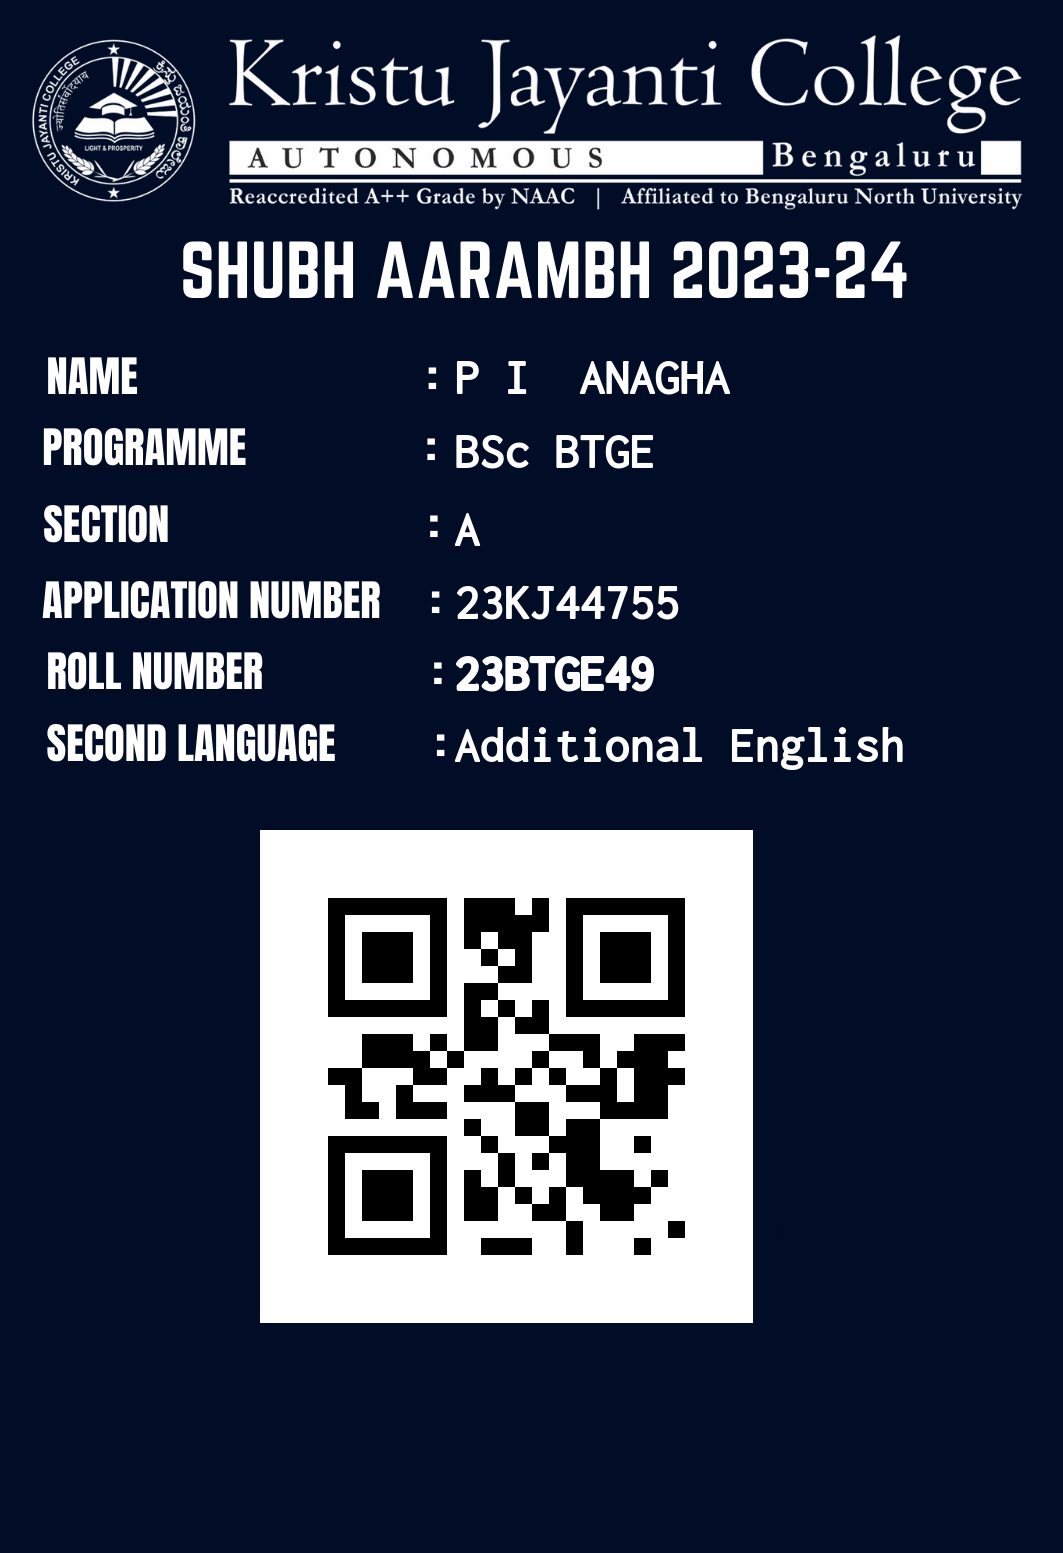 Kristu Jayanti College
AUTONOMOUS Bengaluru
Reaccredited A++ Grade by NAAC | Affiliated to Bengaluru North University
KRISTU JAYANTI COLLEGE
LIGHT & PROSPERITY
SHUBH AARAMBH 2023-24
NAME : P I ANAGHA
PROGRAMME : BSc BTGE
SECTION : A
APPLICATION NUMBER : 23KJ44755
ROLL NUMBER : 23BTGE49
SECOND LANGUAGE : Additional English